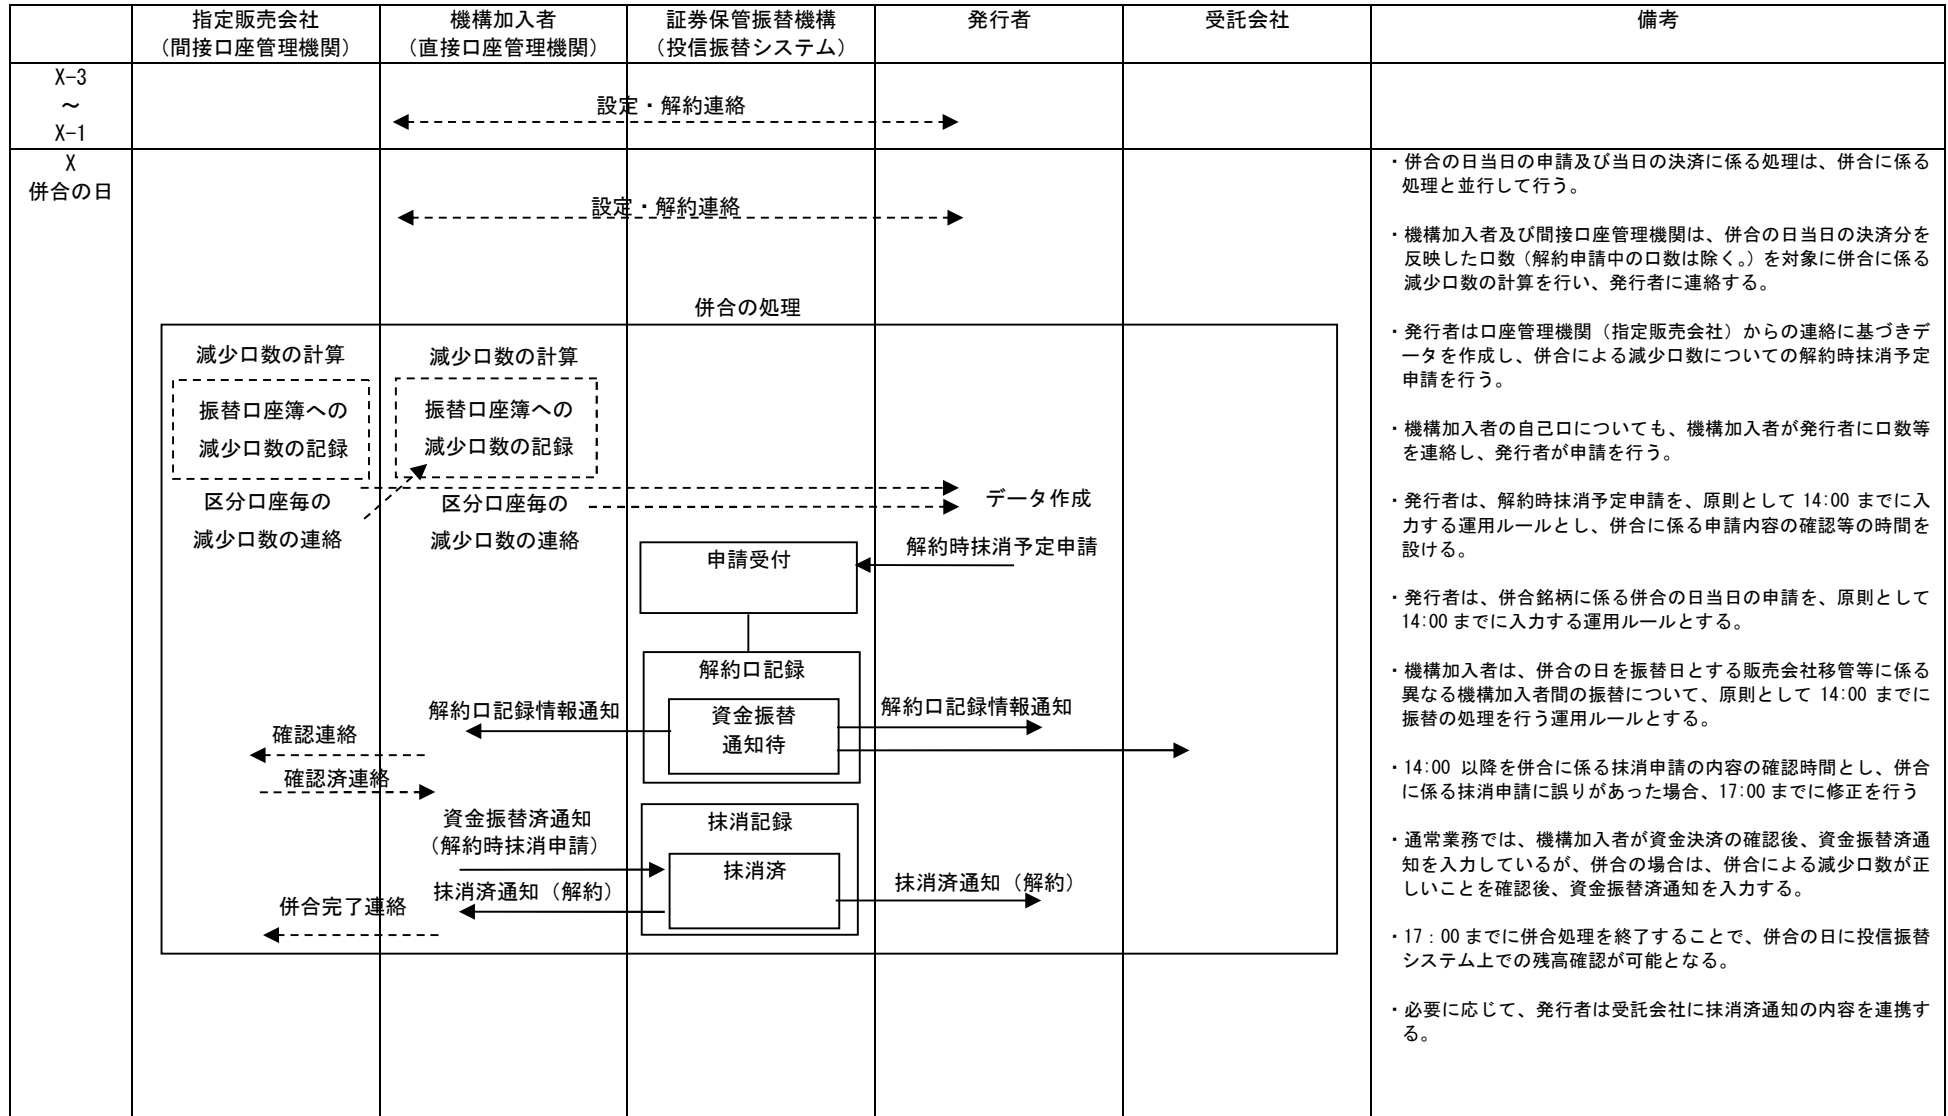 指定販売会社
（間接口座管理機関）
機構加入者
（直接口座管理機関）
証券保管振替機構
（投信振替システム）
発行者
受託会社
備考
X-3
～
X-1
設定・解約連絡
X
併合の日
設定・解約連絡
併合の処理
減少口数の計算
減少口数の計算
振替口座簿への
減少口数の記録
振替口座簿への
減少口数の記録
区分口座毎の
減少口数の連絡
区分口座毎の
減少口数の連絡
データ作成
解約時抹消予定申請
申請受付
解約口記録
資金振替
通知待
解約口記録情報通知
解約口記録情報通知
確認連絡
確認済連絡
資金振替済通知
（解約時抹消申請）
抹消記録
抹消済
抹消済通知（解約）
抹消済通知（解約）
併合完了連絡
・併合の日当日の申請及び当日の決済に係る処理は、併合に係る
処理と並行して行う。
・機構加入者及び間接口座管理機関は、併合の日当日の決済分を
反映した口数（解約申請中の口数は除く。）を対象に併合に係る
減少口数の計算を行い、発行者に連絡する。
・発行者は口座管理機関（指定販売会社）からの連絡に基づきデ
ータを作成し、併合による減少口数についての解約時抹消予定
申請を行う。
・機構加入者の自己口についても、機構加入者が発行者に口数等
を連絡し、発行者が申請を行う。
・発行者は、解約時抹消予定申請を、原則として 14:00 までに入
力する運用ルールとし、併合に係る申請内容の確認等の時間を
設ける。
・発行者は、併合銘柄に係る併合の日当日の申請を、原則として
14:00 までに入力する運用ルールとする。
・機構加入者は、併合の日を振替日とする販売会社移管等に係る
異なる機構加入者間の振替について、原則として 14:00 までに
振替の処理を行う運用ルールとする。
・14:00 以降を併合に係る抹消申請の内容の確認時間とし、併合
に係る抹消申請に誤りがあった場合、17:00 までに修正を行う
・通常業務では、機構加入者が資金決済の確認後、資金振替済通
知を入力しているが、併合の場合は、併合による減少口数が正
しいことを確認後、資金振替済通知を入力する。
・17：00 までに併合処理を終了することで、併合の日に投信振替
システム上での残高確認が可能となる。
・必要に応じて、発行者は受託会社に抹消済通知の内容を連携す
る。